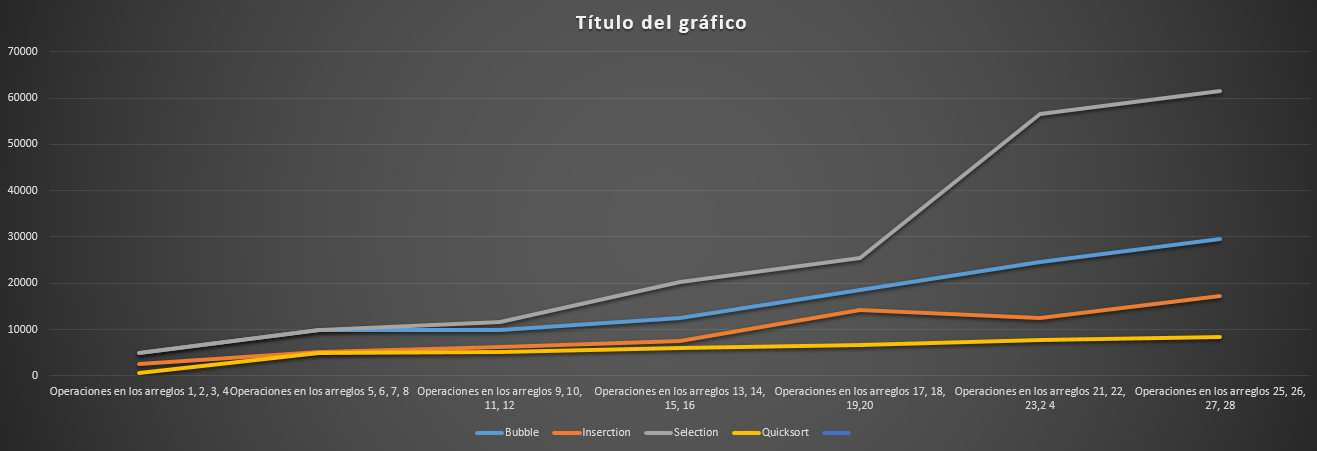 Título del gráfico
70000
60000
50000
40000
30000
20000
10000
0
Operaciones en los arreglos 1, 2, 3, 4
Operaciones en los arreglos 5, 6, 7, 8
Operaciones en los arreglos 9, 10,
11, 12
Operaciones en los arreglos 13, 14,
15, 16
Operaciones en los arreglos 17, 18,
19,20
Operaciones en los arreglos 21, 22,
23,2 4
Operaciones en los arreglos 25, 26,
27, 28
Bubble
Inserction
Selection
Quicksort